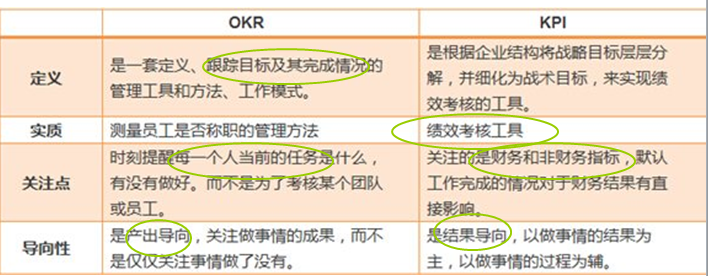 OKR KPI
定义
是一套定义、跟踪目标及其完成情况的
管理工具和方法、工作模式。
是根据企业结构将战略目标层层分
解，并细化为战术目标，来实现绩
效考核的工具。
实质
测量员工是否称职的管理方法
绩效考核工具
关注点
时刻提醒每一个人当前的任务是什么，
有没有做好。而不是为了考核某个团队
或员工。
关注的是财务和非财务指标，默认
工作完成的情况对于财务结果有直
接影响。
导向性
是产出导向，关注做事情的成果，而不
是仅仅关注事情做了没有。
是结果导向，以做事情的结果为
主，以做事情的过程为辅。